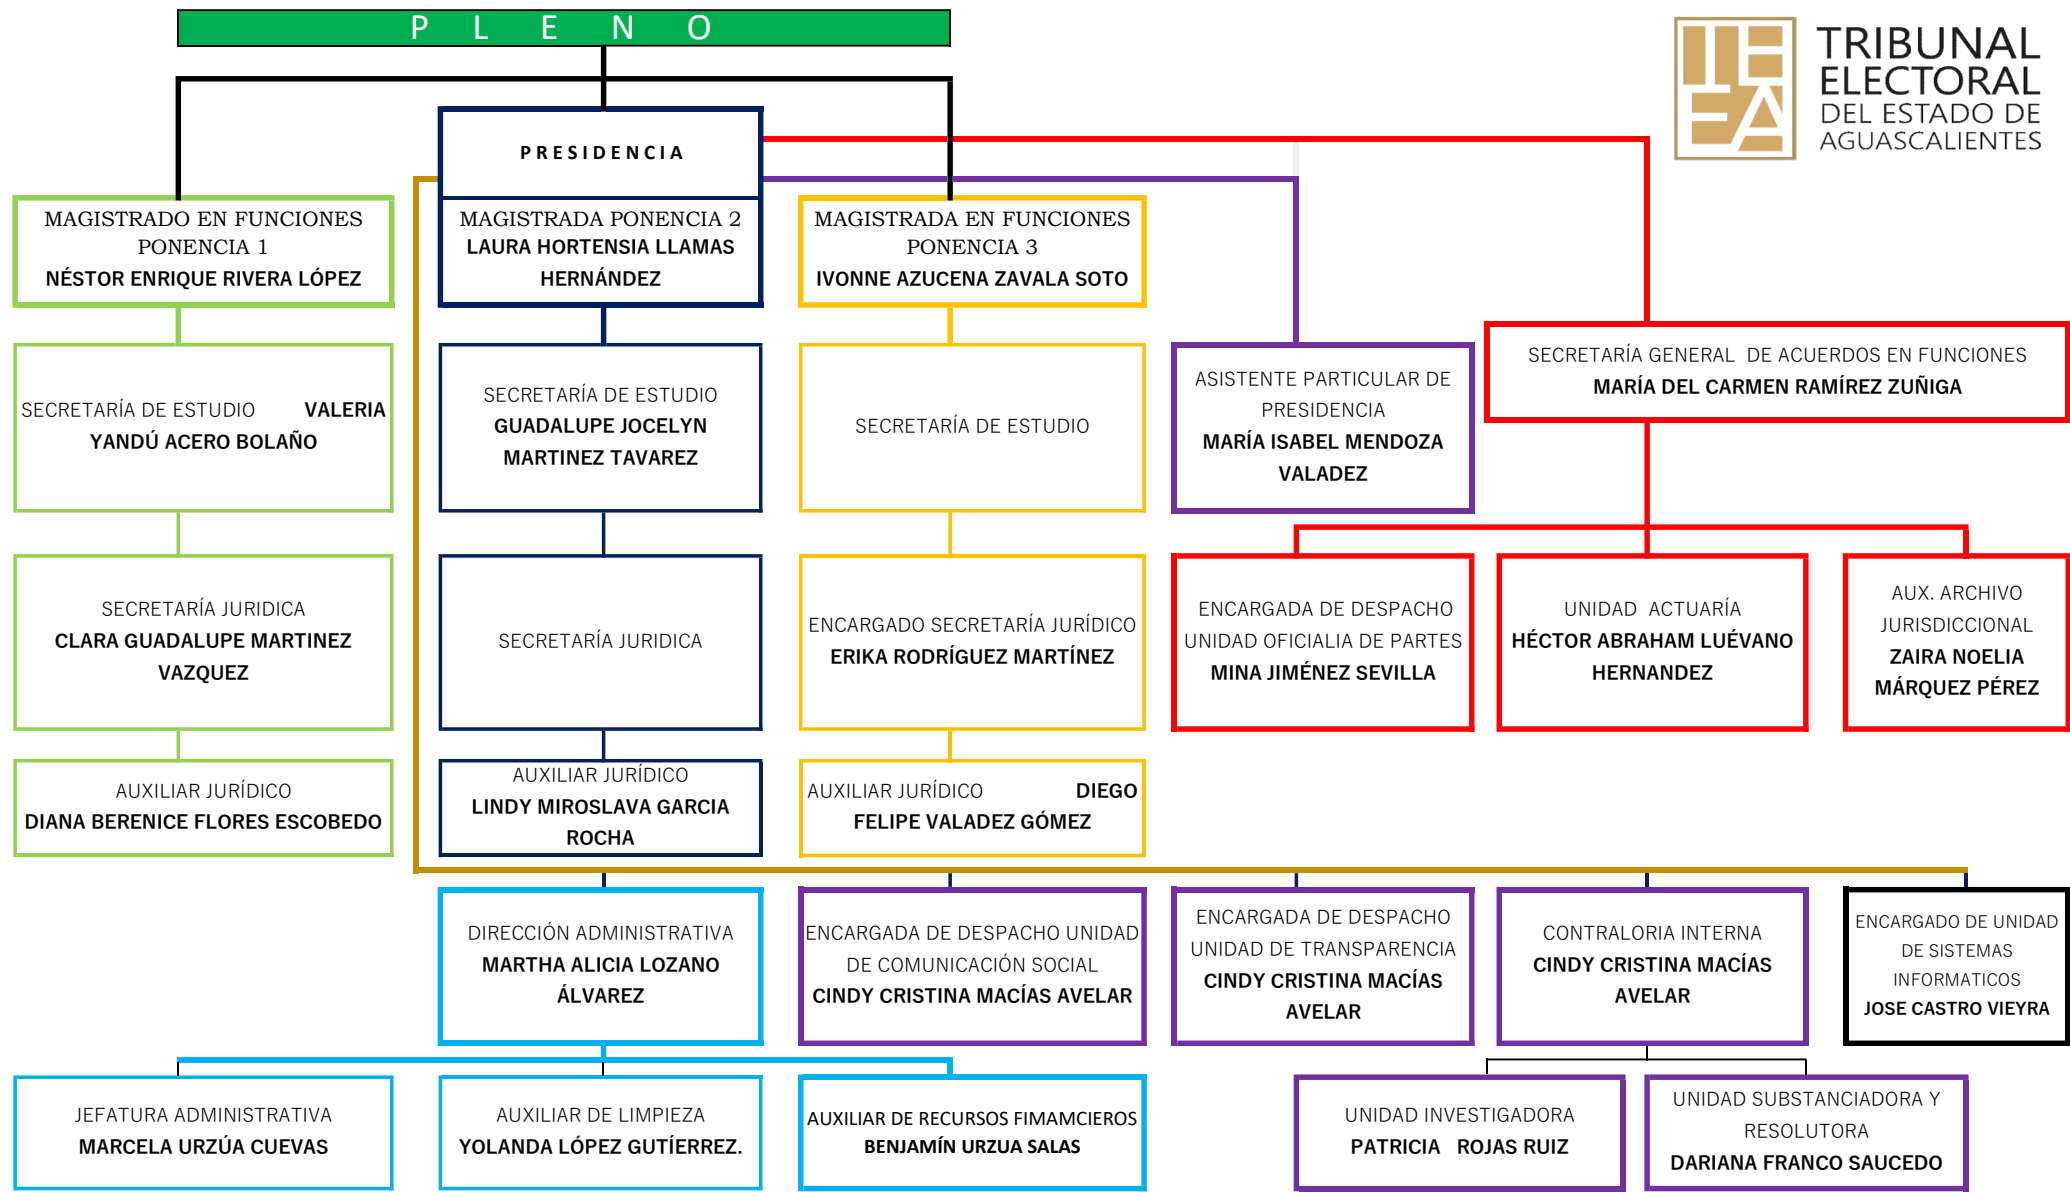 P L E N O
TRIBUNAL
ELECTORAL
DEL ESTADO DE
AGUASCALIENTES
TEEA
PRESIDENCIA
MAGISTRADO EN FUNCIONES
PONENCIA 1
NÉSTOR ENRIQUE RIVERA LÓPEZ
MAGISTRADA PONENCIA 2
LAURA HORTENSIA LLAMAS
HERNÁNDEZ
MAGISTRADA EN FUNCIONES
PONENCIA 3
IVONNE AZUCENA ZAVALA SOTO
SECRETARÍA DE ESTUDIO VALERIA
YANDÚ ACERO BOLAÑO
SECRETARÍA DE ESTUDIO
GUADALUPE JOCELYN
MARTINEZ TAVAREZ
SECRETARÍA DE ESTUDIO
ASISTENTE PARTICULAR DE
PRESIDENCIA
MARÍA ISABEL MENDOZA
VALADEZ
SECRETARÍA GENERAL DE ACUERDOS EN FUNCIONES
MARÍA DEL CARMEN RAMÍREZ ZUÑIGA
SECRETARÍA JURIDICA
CLARA GUADALUPE MARTINEZ
VAZQUEZ
SECRETARÍA JURIDICA
ENCARGADO SECRETARÍA JURÍDICO
ERIKA RODRÍGUEZ MARTÍNEZ
ENCARGADA DE DESPACHO
UNIDAD OFICIALIA DE PARTES
MINA JIMÉNEZ SEVILLA
UNIDAD ACTUARÍA
HÉCTOR ABRAHAM LUÉVANO
HERNANDEZ
AUX. ARCHIVO
JURISDICCIONAL
ZAIRA NOELIA
MÁRQUEZ PÉREZ
AUXILIAR JURÍDICO
DIANA BERENICE FLORES ESCOBEDO
AUXILIAR JURÍDICO
LINDY MIROSLAVA GARCIA
ROCHA
AUXILIAR JURÍDICO DIEGO
FELIPE VALADEZ GÓMEZ
DIRECCIÓN ADMINISTRATIVA
MARTHA ALICIA LOZANO
ÁLVAREZ
ENCARGADA DE DESPACHO UNIDAD
DE COMUNICACIÓN SOCIAL
CINDY CRISTINA MACÍAS AVELAR
ENCARGADA DE DESPACHO
UNIDAD DE TRANSPARENCIA
CINDY CRISTINA MACÍAS
AVELAR
CONTRALORIA INTERNA
CINDY CRISTINA MACÍAS
AVELAR
ENCARGADO DE UNIDAD
DE SISTEMAS
INFORMATICOS
JOSE CASTRO VIEYRA
JEFATURA ADMINISTRATIVA
MARCELA URZÚA CUEVAS
AUXILIAR DE LIMPIEZA
YOLANDA LÓPEZ GUTÍERREZ.
AUXILIAR DE RECURSOS FIMAMCIEROS
BENJAMÍN URZUA SALAS
UNIDAD INVESTIGADORA
PATRICIA ROJAS RUIZ
UNIDAD SUBSTANCIADORA Y
RESOLUTORA
DARIANA FRANCO SAUCEDO